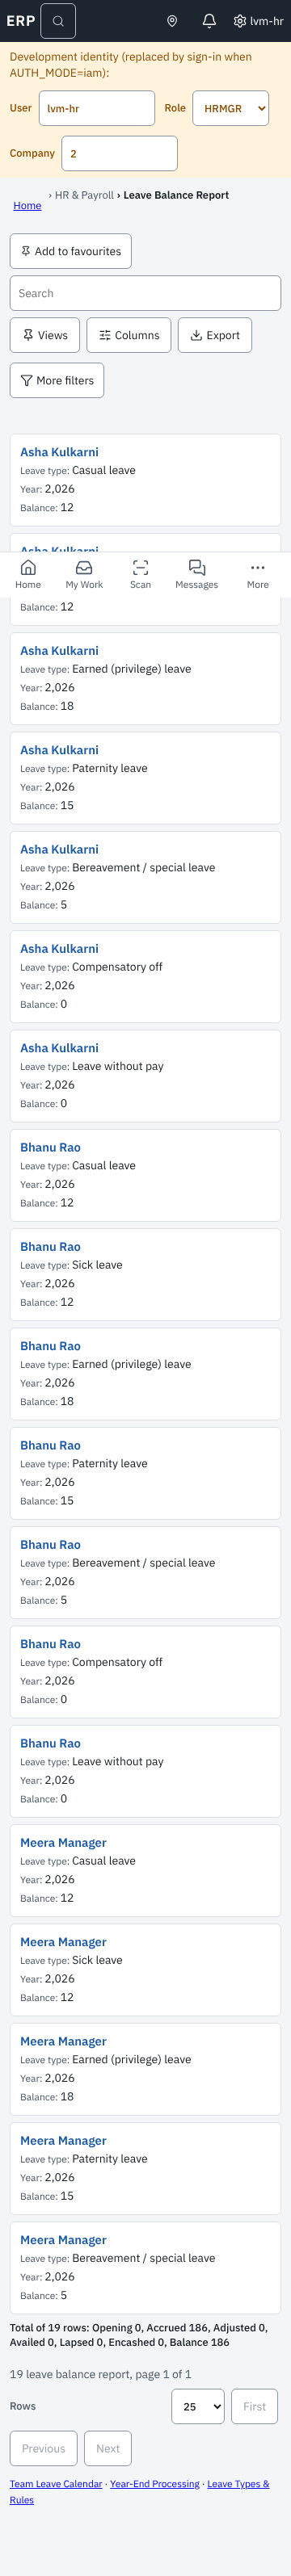 ERP
lvm-hr
Development identity (replaced by sign-in when
AUTH_MODE=iam):
User lvm-hr Role HRMGR
Company 2
Home › HR & Payroll › Leave Balance Report
Add to favourites
Search
Views Columns Export
More filters
Asha Kulkarni
Leave type: Casual leave
Year: 2,026
Balance: 12
Asha Kulkarni
Home My Work Scan Messages More
Balance: 12
Asha Kulkarni
Leave type: Earned (privilege) leave
Year: 2,026
Balance: 18
Asha Kulkarni
Leave type: Paternity leave
Year: 2,026
Balance: 15
Asha Kulkarni
Leave type: Bereavement / special leave
Year: 2,026
Balance: 5
Asha Kulkarni
Leave type: Compensatory off
Year: 2,026
Balance: 0
Asha Kulkarni
Leave type: Leave without pay
Year: 2,026
Balance: 0
Bhanu Rao
Leave type: Casual leave
Year: 2,026
Balance: 12
Bhanu Rao
Leave type: Sick leave
Year: 2,026
Balance: 12
Bhanu Rao
Leave type: Earned (privilege) leave
Year: 2,026
Balance: 18
Bhanu Rao
Leave type: Paternity leave
Year: 2,026
Balance: 15
Bhanu Rao
Leave type: Bereavement / special leave
Year: 2,026
Balance: 5
Bhanu Rao
Leave type: Compensatory off
Year: 2,026
Balance: 0
Bhanu Rao
Leave type: Leave without pay
Year: 2,026
Balance: 0
Meera Manager
Leave type: Casual leave
Year: 2,026
Balance: 12
Meera Manager
Leave type: Sick leave
Year: 2,026
Balance: 12
Meera Manager
Leave type: Earned (privilege) leave
Year: 2,026
Balance: 18
Meera Manager
Leave type: Paternity leave
Year: 2,026
Balance: 15
Meera Manager
Leave type: Bereavement / special leave
Year: 2,026
Balance: 5
Total of 19 rows: Opening 0, Accrued 186, Adjusted 0,
Availed 0, Lapsed 0, Encashed 0, Balance 186
19 leave balance report, page 1 of 1
Rows 25 First
Previous Next
Team Leave Calendar · Year-End Processing · Leave Types &
Rules